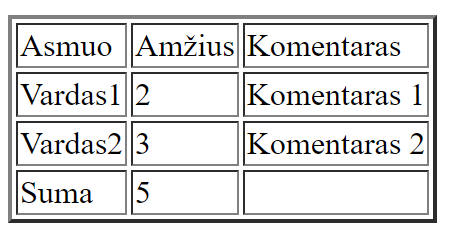 Asmuo Amžius Komentaras
Vardas1 2 Komentaras 1
Vardas2 3 Komentaras 2
Suma 5